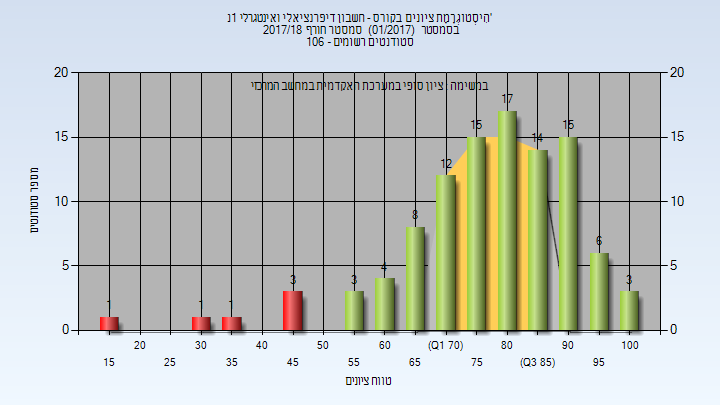 היסטוגרמת ציונים בקורס - חשבון דיפרנציאלי ואינטגרלי 1נ'
בסמסטר (01/2017) סמסטר חורף 2017/18
סטודנטים רשומים - 106
במשימה : ציון סופי במערכת האקדמית במחשב המרכזי
מספר סטודנטים
20 15 10 5 0
1 1 1 3 3 4 8 12 15 17 14 15 6 3
20 15 10 5 0
20 30 40 50 60 (Q1 70) 80 90 100
15 25 35 45 55 65 75 (Q3 85) 95
טווח ציונים